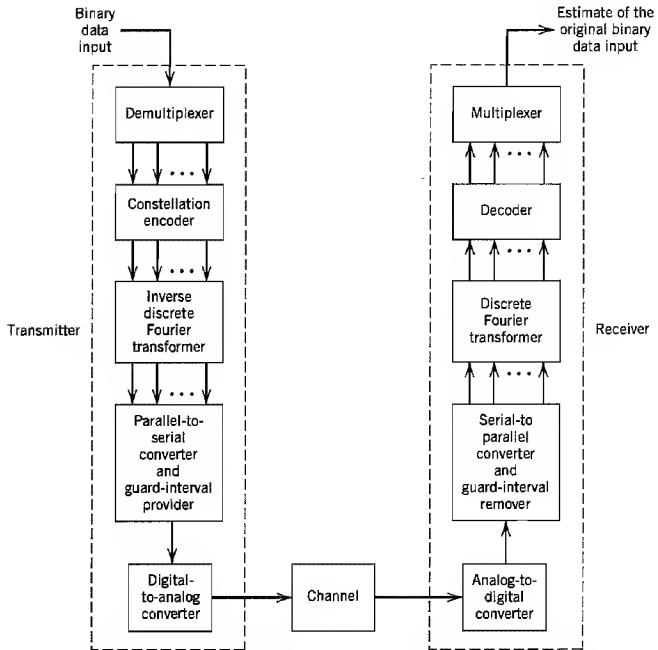 Binary
data
input
Estimate of the
original binary
data input
Demultiplexer
Constellation
encoder
Inverse
discrete
Fourier
transformer
Parallel-to-
serial
converter
and
guard-interval
provider
Digital-
to-analog
converter
Transmitter
Channel
Multiplexer
Decoder
Discrete
Fourier
transformer
Serial-to
parallel
converter
and
guard-interval
remover
Analog-to-
digital
converter
Receiver